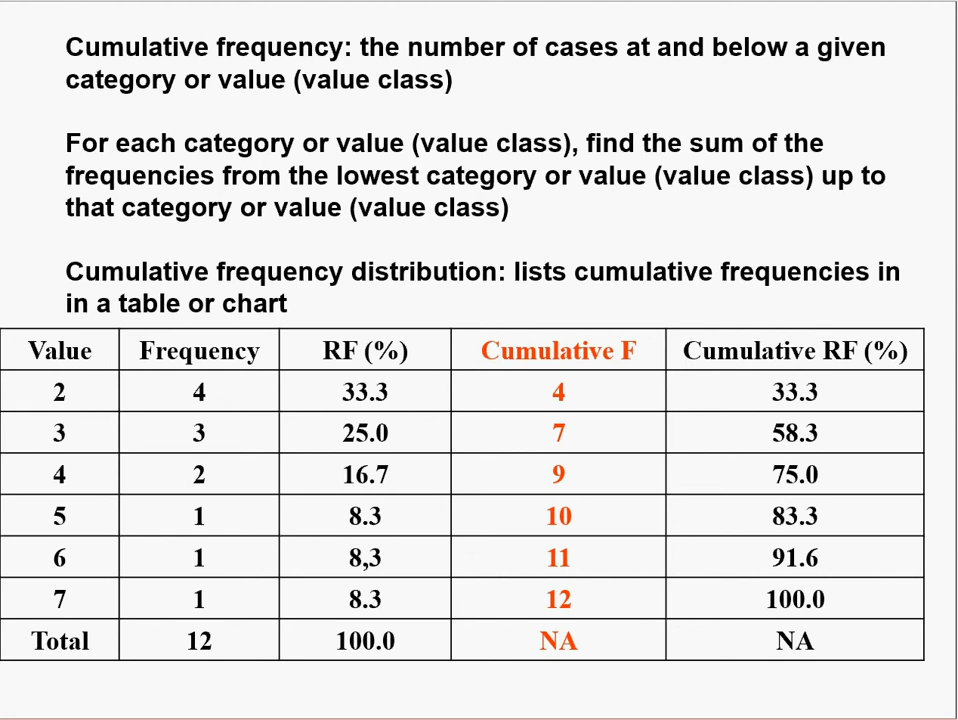 Cumulative frequency: the number of cases at and below a given
category or value (value class)
For each category or value (value class), find the sum of the
frequencies from the lowest category or value (value class) up to
that category or value (value class)
Cumulative frequency distribution: lists cumulative frequencies in
in a table or chart
Value Frequency RF (%) Cumulative F Cumulative RF (%)
2 4 33.3 4 33.3
3 3 25.0 7 58.3
4 2 16.7 9 75.0
5 1 8.3 10 83.3
6 1 8,3 11 91.6
7 1 8.3 12 100.0
Total 12 100.0 NA NA